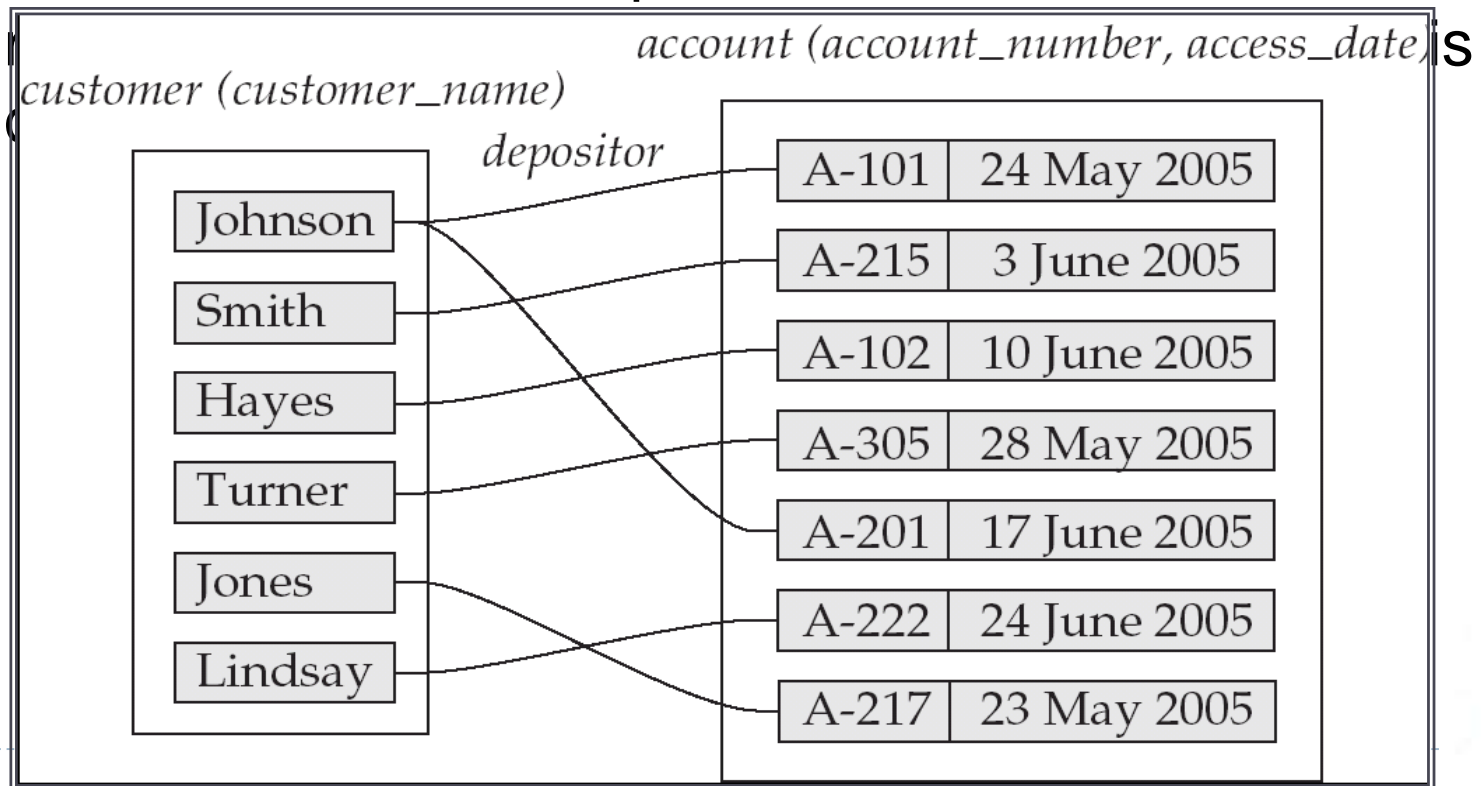 is
account (account_number, access_date)
customer (customer_name)
depositor
Johnson
Smith
Hayes
Turner
Jones
Lindsay
A-101 24 May 2005
A-215 3 June 2005
A-102 10 June 2005
A-305 28 May 2005
A-201 17 June 2005
A-222 24 June 2005
A-217 23 May 2005